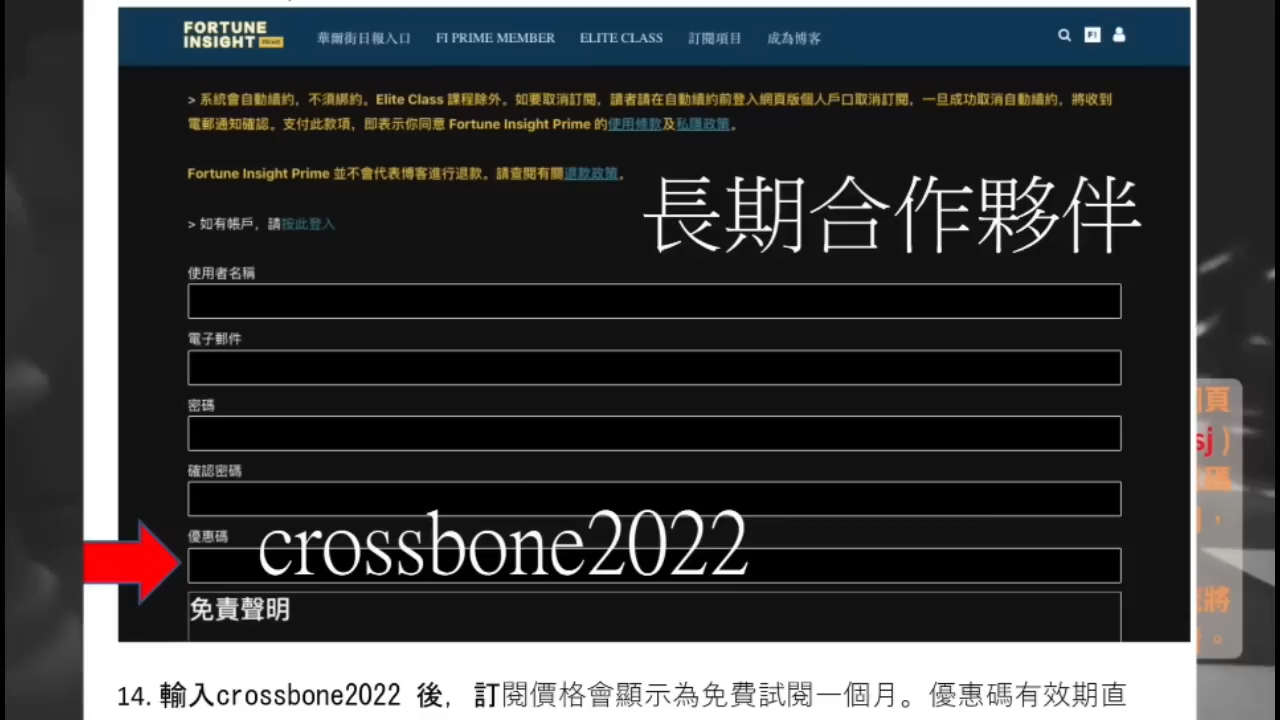 FORTUNE
INSIGHT PRIME
華爾街日報入口 FI PRIME MEMBER ELITE CLASS 訂閱項目 成為博客
FI
> 系統會自動續約，不須綁約。Elite Class 課程除外。如要取消訂閱，讀者請在自動續約前登入網頁版個人戶口取消訂閱，一旦成功取消自動續約，將收到
電郵通知確認。支付此款項，即表示你同意 Fortune Insight Prime 的使用條款及私隱政策。
Fortune Insight Prime 並不會代表博客進行退款。請查閱有關退款政策。
長期合作夥伴
> 如有帳戶，請按此登入
使用者名稱
電子郵件
密碼
確認密碼
優惠碼
crossbone2022
免責聲明
頁
sj )
碼
，
將
。
14. 輸入crossbone2022 後，訂閱價格會顯示為免費試閱一個月。優惠碼有效期直